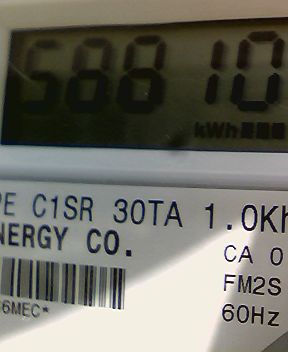 58810
kWh
PE C1SR 30TA 1.0Kh
NERGY CO.
CA 0
FM2S
6MEC*
60Hz